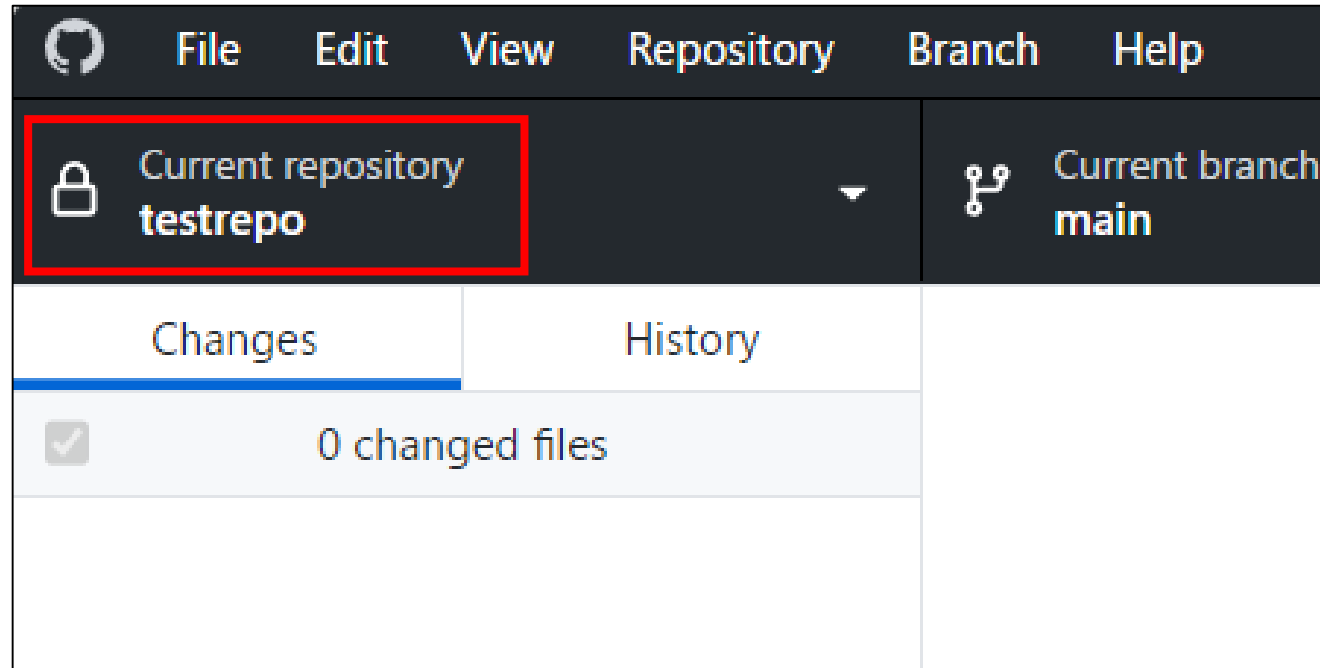 File Edit View Repository Branch Help
Current repository
testrepo
Current branch
main
Changes History
0 changed files